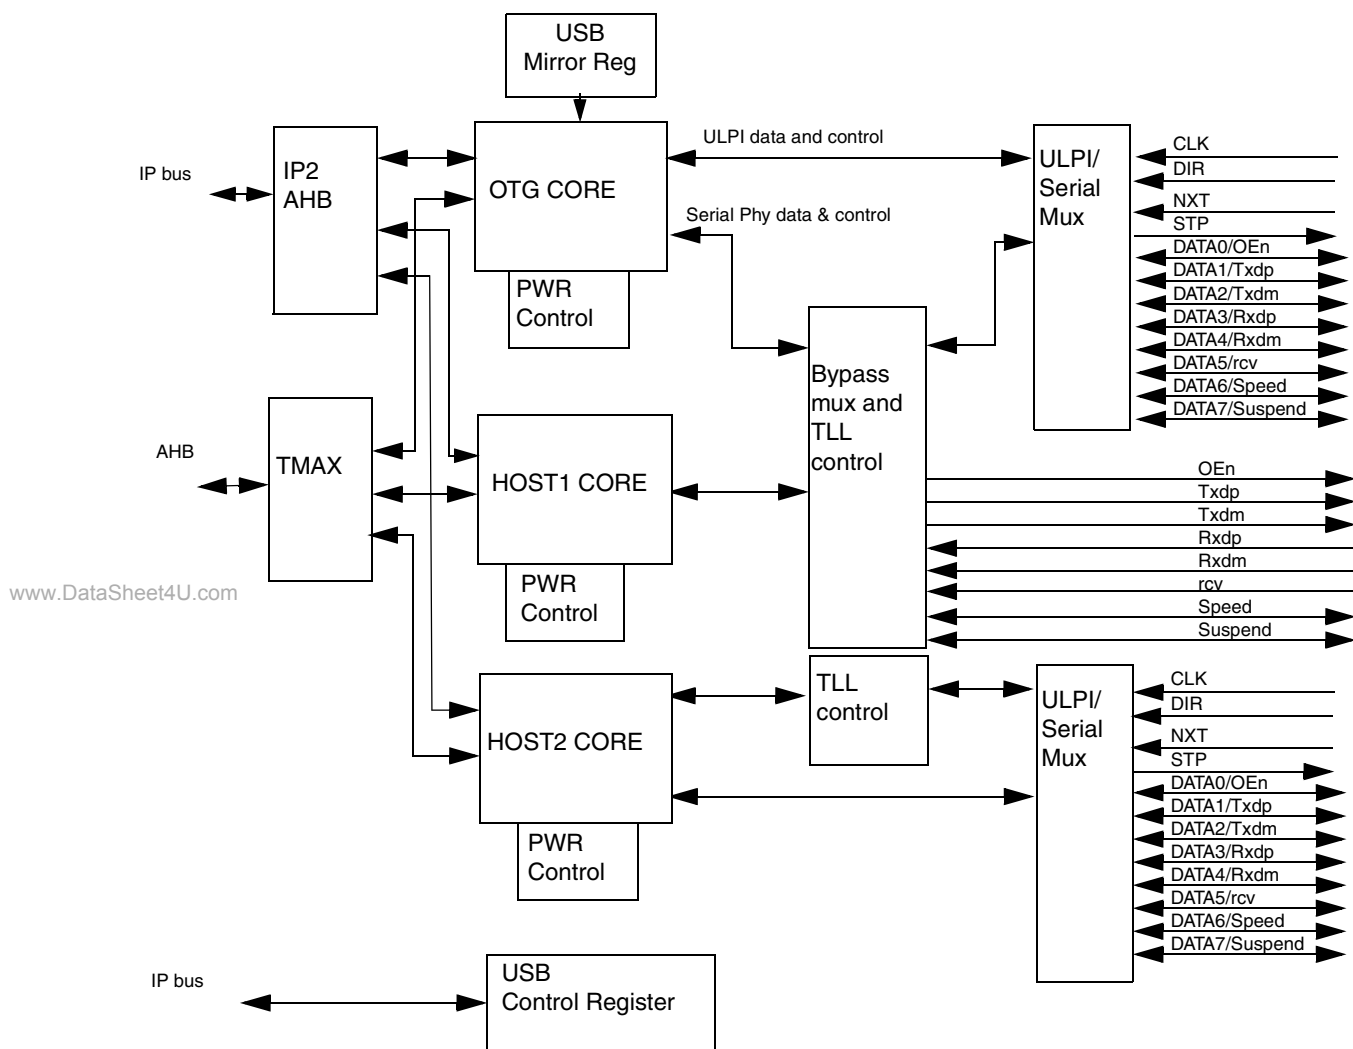 USB
Mirror Reg
IP bus
IP2
AHB
OTG CORE
PWR
Control
ULPI data and control
Serial Phy data & control
ULPI/
Serial
Mux
CLK
DIR
NXT
STP
DATA0/OEn
DATA1/Txdp
DATA2/Txdm
DATA3/Rxdp
DATA4/Rxdm
DATA5/rcv
DATA6/Speed
DATA7/Suspend
Bypass
mux and
TLL
control
AHB
TMAX
HOST1 CORE
PWR
Control
OEn
Txdp
Txdm
Rxdp
Rxdm
rcv
Speed
Suspend
www.DataSheet4U.com
HOST2 CORE
PWR
Control
TLL
control
ULPI/
Serial
Mux
CLK
DIR
NXT
STP
DATA0/OEn
DATA1/Txdp
DATA2/Txdm
DATA3/Rxdp
DATA4/Rxdm
DATA5/rcv
DATA6/Speed
DATA7/Suspend
IP bus
USB
Control Register